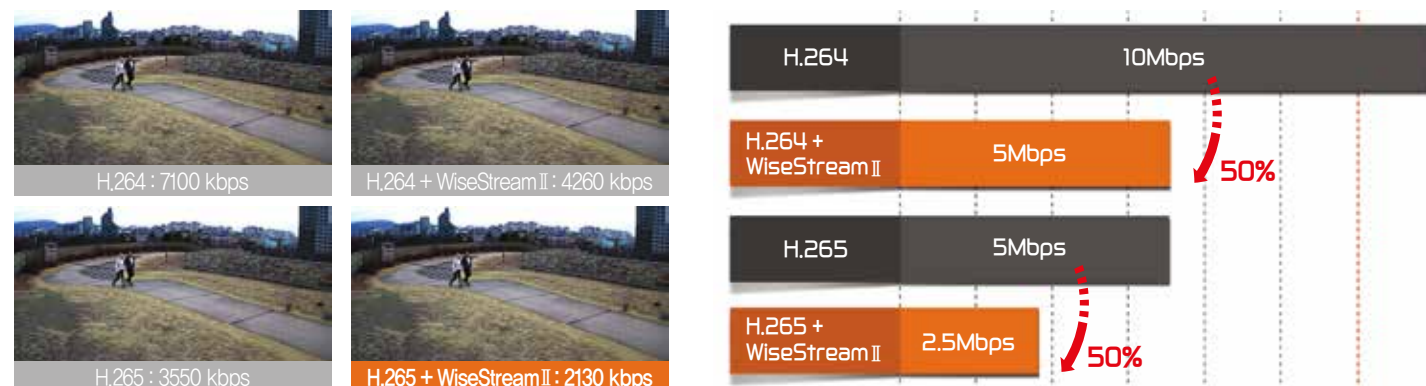 H.264 : 7100 kbps
H.264 + WiseStreamⅡ : 4260 kbps
H.265 : 3550 kbps
H.265 + WiseStreamⅡ : 2130 kbps
H.264
10Mbps
H.264 +
WiseStreamⅡ
5Mbps
50%
H.265
5Mbps
H.265 +
WiseStreamⅡ
2.5Mbps
50%